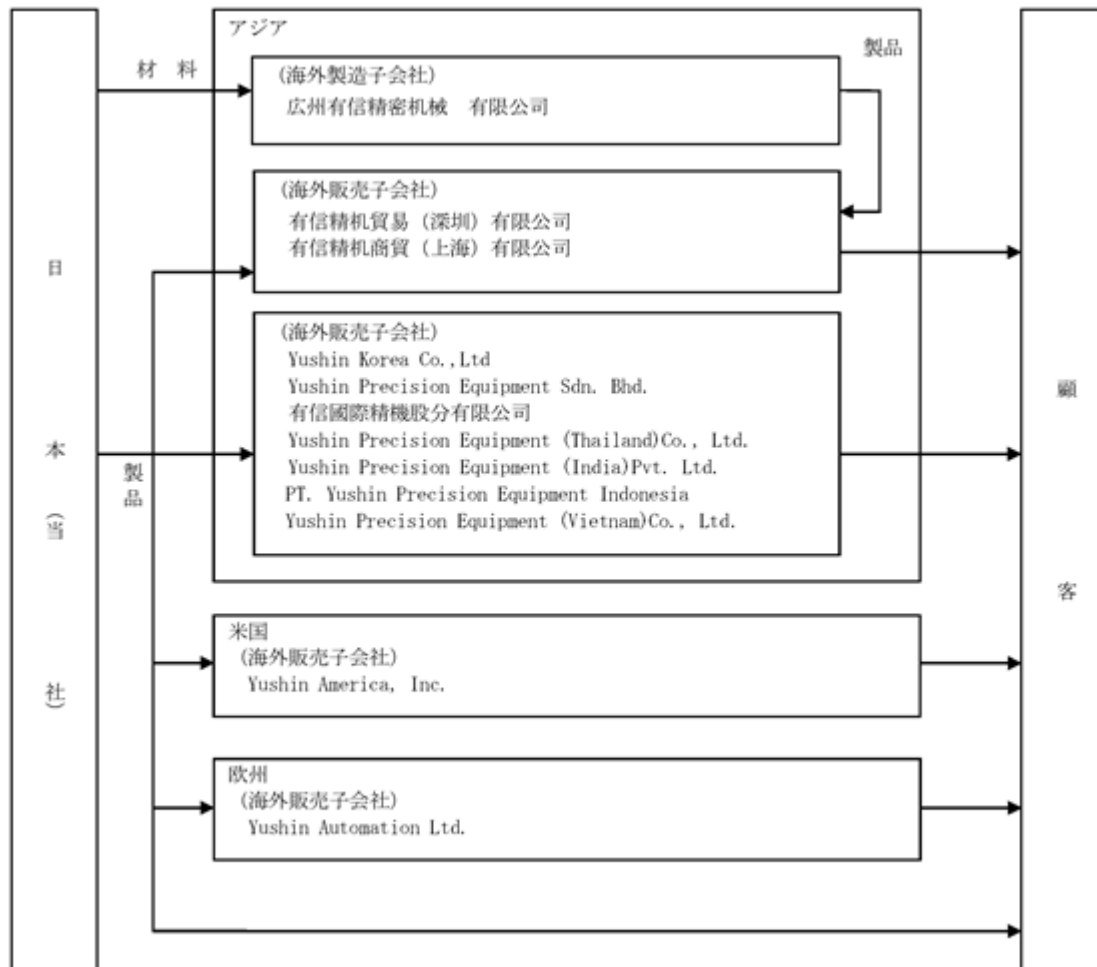 日本(当社)
材 料
製品
アジア
製品
(海外製造子会社)
広州有信精密机械 有限公司
(海外販売子会社)
有信精机貿易(深圳)有限公司
有信精机商貿(上海)有限公司
(海外販売子会社)
Yushin Korea Co.,Ltd
Yushin Precision Equipment Sdn. Bhd.
有信國際精機股分有限公司
Yushin Precision Equipment (Thailand)Co., Ltd.
Yushin Precision Equipment (India)Pvt. Ltd.
PT. Yushin Precision Equipment Indonesia
Yushin Precision Equipment (Vietnam)Co., Ltd.
米国
(海外販売子会社)
Yushin America, Inc.
欧州
(海外販売子会社)
Yushin Automation Ltd.
顧客